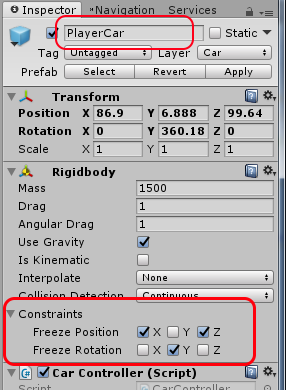 Inspector Navigation Services
PlayerCar Static
Tag Untagged Layer Car
Prefab Select Revert Apply
Transform
Position X 86.9 Y 6.888 Z 99.64
Rotation X 0 Y 360.18 Z 0
Scale X 1 Y 1 Z 1
Rigidbody
Mass 1500
Drag 1
Angular Drag 1
Use Gravity
Is Kinematic
Interpolate None
Collision Detection Continuous
Constraints
Freeze Position X Y Z
Freeze Rotation X Y Z
Car Controller (Script)
Script CarController